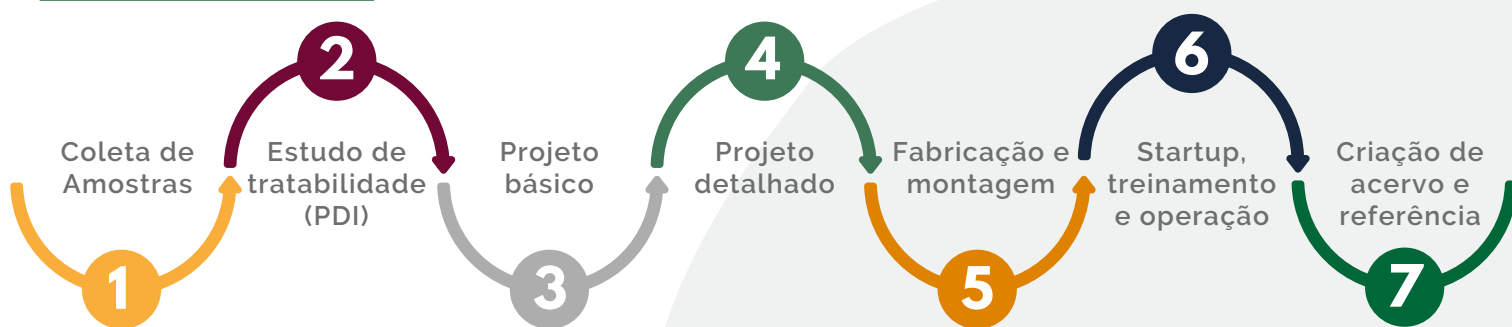 1
Coleta de
Amostras
2
Estudo de
tratabilidade
(PDI)
3
Projeto
básico
4
Projeto
detalhado
5
Fabricação e
montagem
6
Startup,
treinamento
e operação
7
Criação de
acervo e
referência